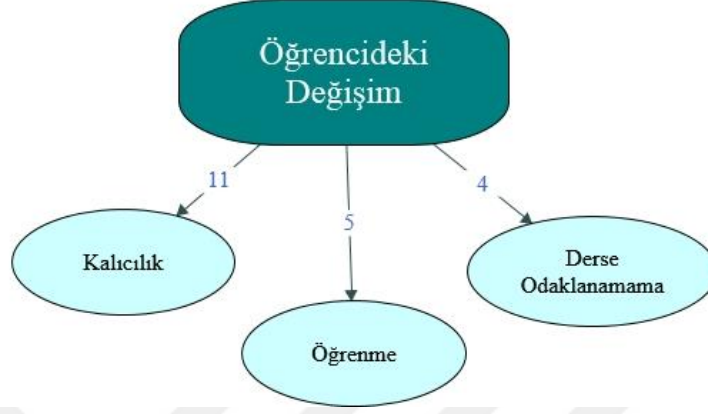 Öğrencideki
Değişim
11
5
4
Kalıcılık
Derse
Odaklanamama
Öğrenme